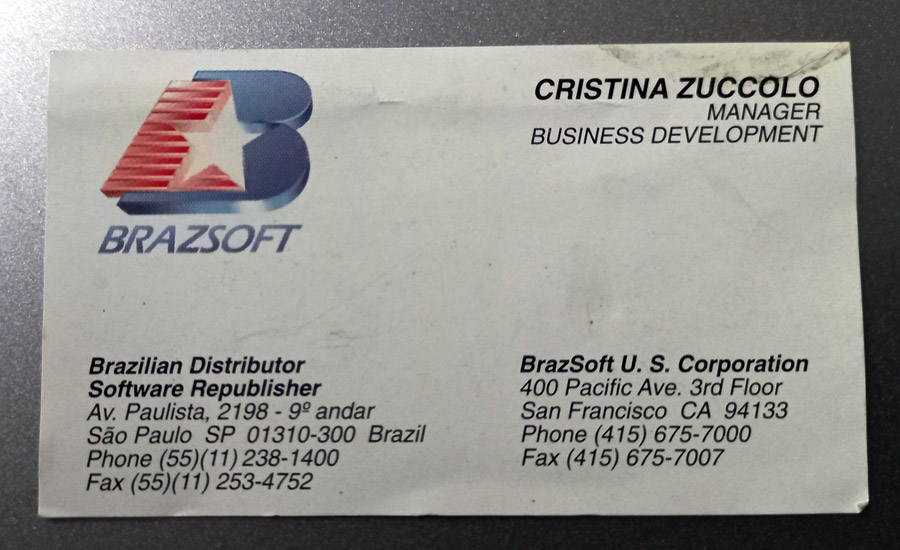 BRAZSOFT
CRISTINA ZUCCOLO
MANAGER
BUSINESS DEVELOPMENT
Brazilian Distributor
Software Republisher
Av. Paulista, 2198 - 9º andar
São Paulo SP 01310-300 Brazil
Phone (55)(11) 238-1400
Fax (55)(11) 253-4752
BrazSoft U. S. Corporation
400 Pacific Ave. 3rd Floor
San Francisco CA 94133
Phone (415) 675-7000
Fax (415) 675-7007